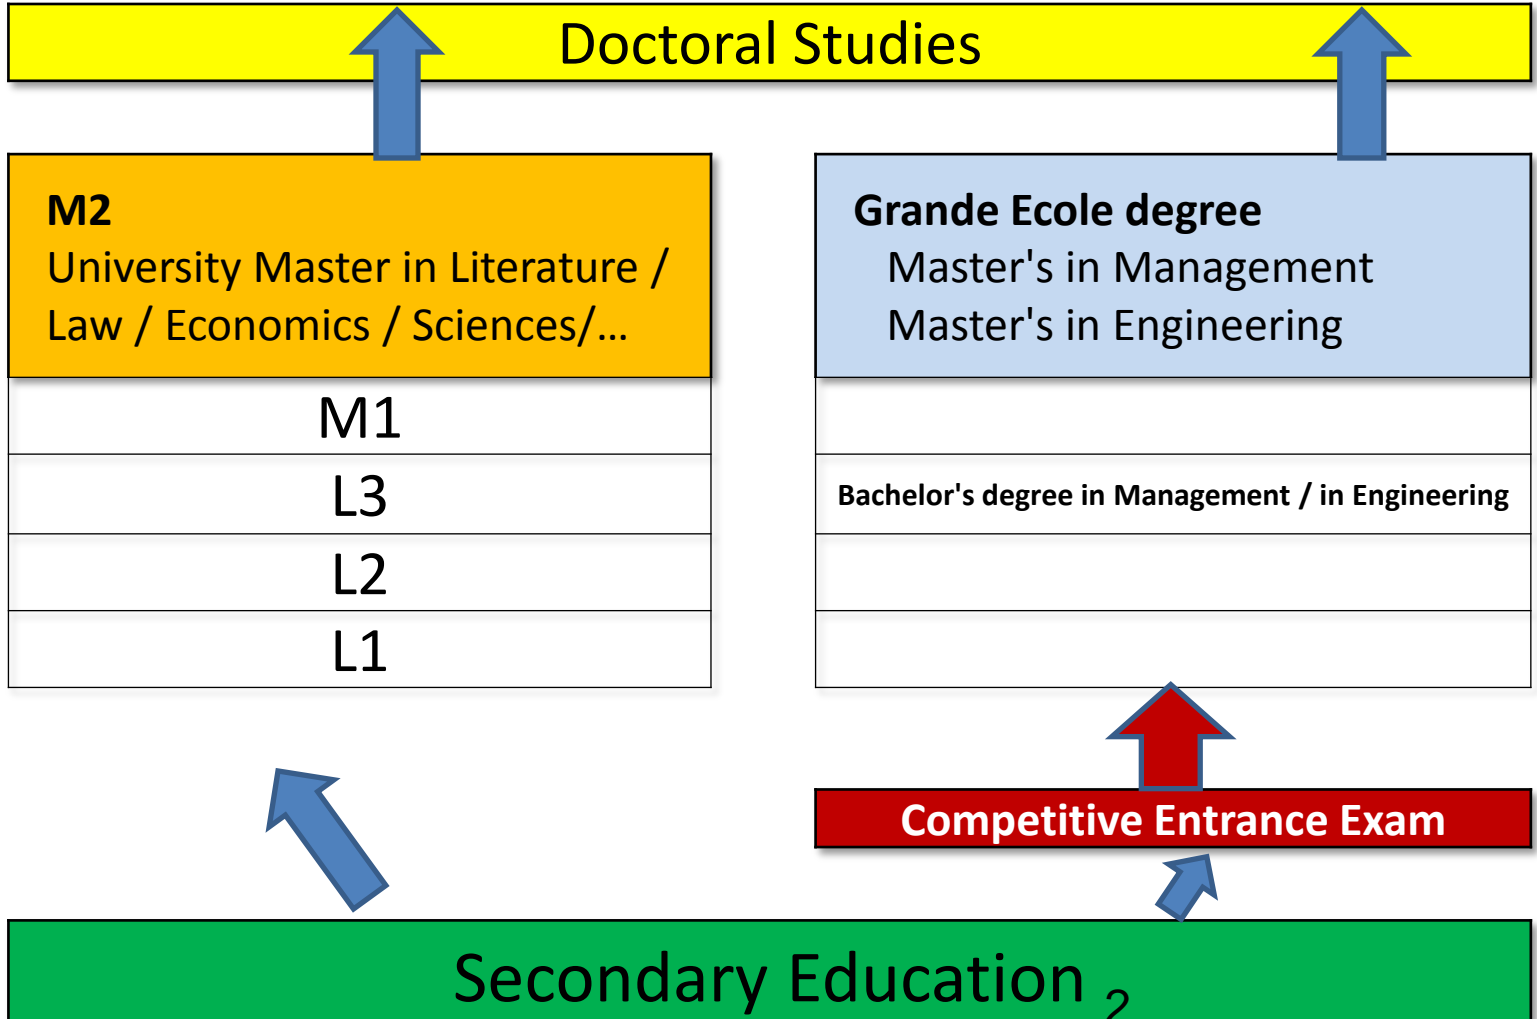 Doctoral Studies
M2
University Master in Literature /
Law / Economics / Sciences/...
M1
L3
L2
L1
Grande Ecole degree
Master's in Management
Master's in Engineering
Bachelor's degree in Management / in Engineering
Competitive Entrance Exam
Secondary Education
2